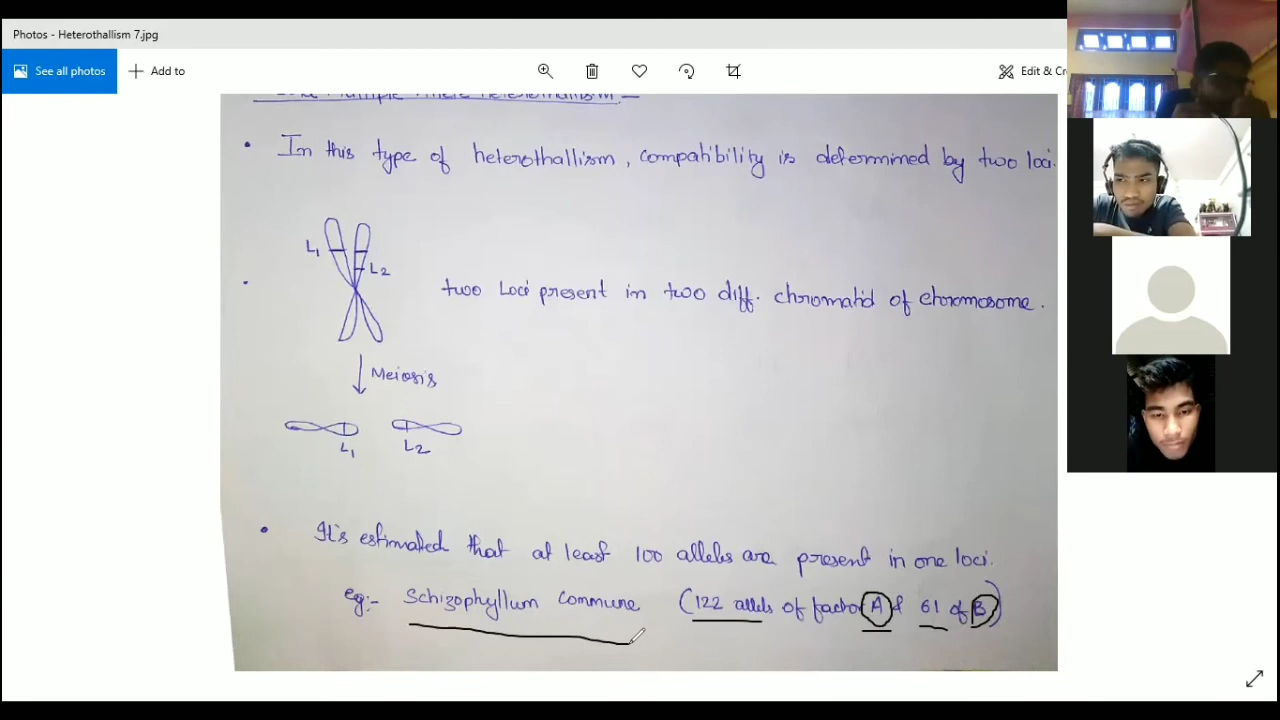 Photos - Heterothallism 7.jpg
See all photos
Add to
Edit & Cr
Multiple heterothallism -
• In this type of heterothallism, compatibility is determined by two loci.
L1
L2
• two Loci present in two diff. chromatid of chromosome.
Meiosis
L1 L2
• It's estimated that at least 100 alleles are present in one loci.
eg:- Schizophyllum Commune (122 allels of factor A & 61 of B)